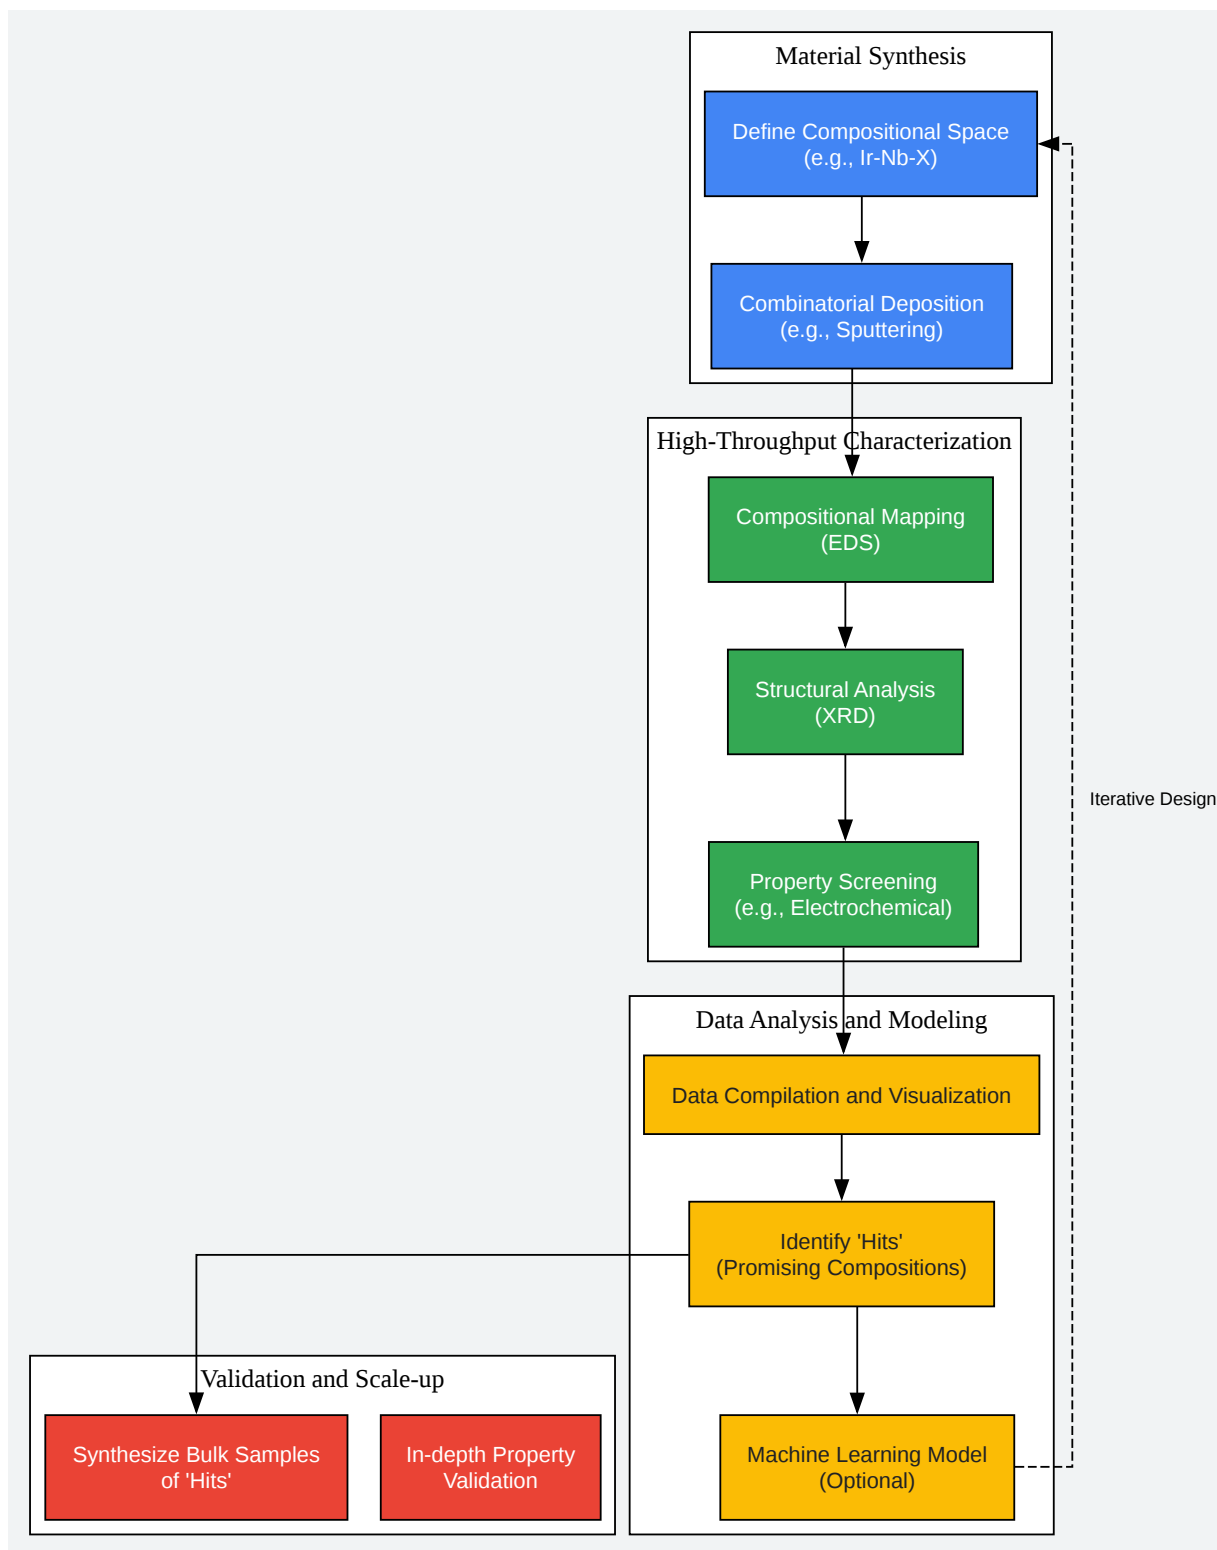 Material Synthesis
Define Compositional Space
(e.g., Ir-Nb-X)
Combinatorial Deposition
(e.g., Sputtering)
High-Throughput Characterization
Compositional Mapping
(EDS)
Structural Analysis
(XRD)
Iterative Design
Property Screening
(e.g., Electrochemical)
Data Analysis and Modeling
Data Compilation and Visualization
Identify 'Hits'
(Promising Compositions)
Validation and Scale-up
Synthesize Bulk Samples
of 'Hits'
In-depth Property
Validation
Machine Learning Model
(Optional)